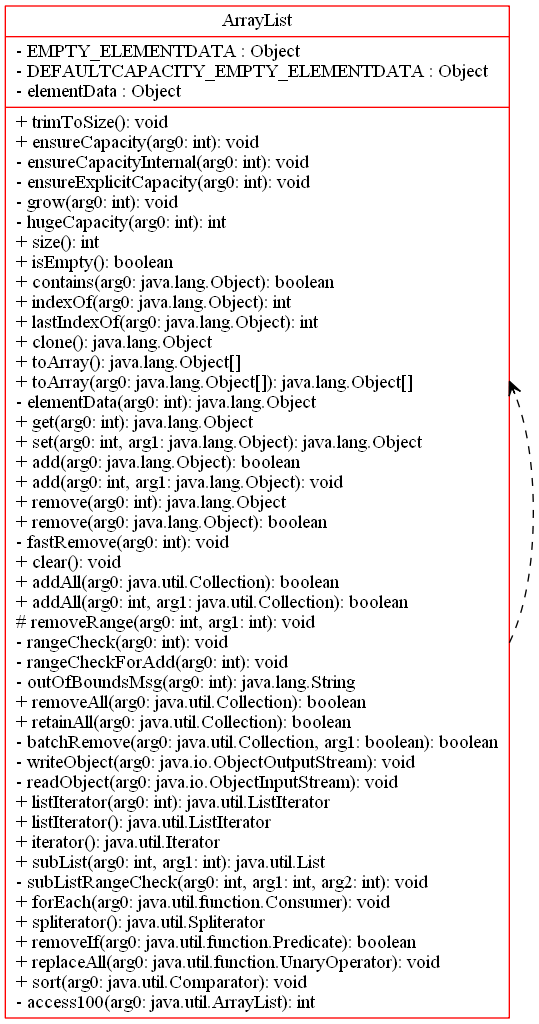 ArrayList
- EMPTY_ELEMENTDATA : Object
- DEFAULTCAPACITY_EMPTY_ELEMENTDATA : Object
- elementData : Object
+ trimToSize(): void
+ ensureCapacity(arg0: int): void
- ensureCapacityInternal(arg0: int): void
- ensureExplicitCapacity(arg0: int): void
- grow(arg0: int): void
- hugeCapacity(arg0: int): int
+ size(): int
+ isEmpty(): boolean
+ contains(arg0: java.lang.Object): boolean
+ indexOf(arg0: java.lang.Object): int
+ lastIndexOf(arg0: java.lang.Object): int
+ clone(): java.lang.Object
+ toArray(): java.lang.Object[]
+ toArray(arg0: java.lang.Object[]): java.lang.Object[]
- elementData(arg0: int): java.lang.Object
+ get(arg0: int): java.lang.Object
+ set(arg0: int, arg1: java.lang.Object): java.lang.Object
+ add(arg0: java.lang.Object): boolean
+ add(arg0: int, arg1: java.lang.Object): void
+ remove(arg0: int): java.lang.Object
+ remove(arg0: java.lang.Object): boolean
- fastRemove(arg0: int): void
+ clear(): void
+ addAll(arg0: java.util.Collection): boolean
+ addAll(arg0: int, arg1: java.util.Collection): boolean
# removeRange(arg0: int, arg1: int): void
- rangeCheck(arg0: int): void
- rangeCheckForAdd(arg0: int): void
- outOfBoundsMsg(arg0: int): java.lang.String
+ removeAll(arg0: java.util.Collection): boolean
+ retainAll(arg0: java.util.Collection): boolean
- batchRemove(arg0: java.util.Collection, arg1: boolean): boolean
- writeObject(arg0: java.io.ObjectOutputStream): void
- readObject(arg0: java.io.ObjectInputStream): void
+ listIterator(arg0: int): java.util.ListIterator
+ listIterator(): java.util.ListIterator
+ iterator(): java.util.Iterator
+ subList(arg0: int, arg1: int): java.util.List
- subListRangeCheck(arg0: int, arg1: int, arg2: int): void
+ forEach(arg0: java.util.function.Consumer): void
+ spliterator(): java.util.Spliterator
+ removeIf(arg0: java.util.function.Predicate): boolean
+ replaceAll(arg0: java.util.function.UnaryOperator): void
+ sort(arg0: java.util.Comparator): void
- access100(arg0: java.util.ArrayList): int